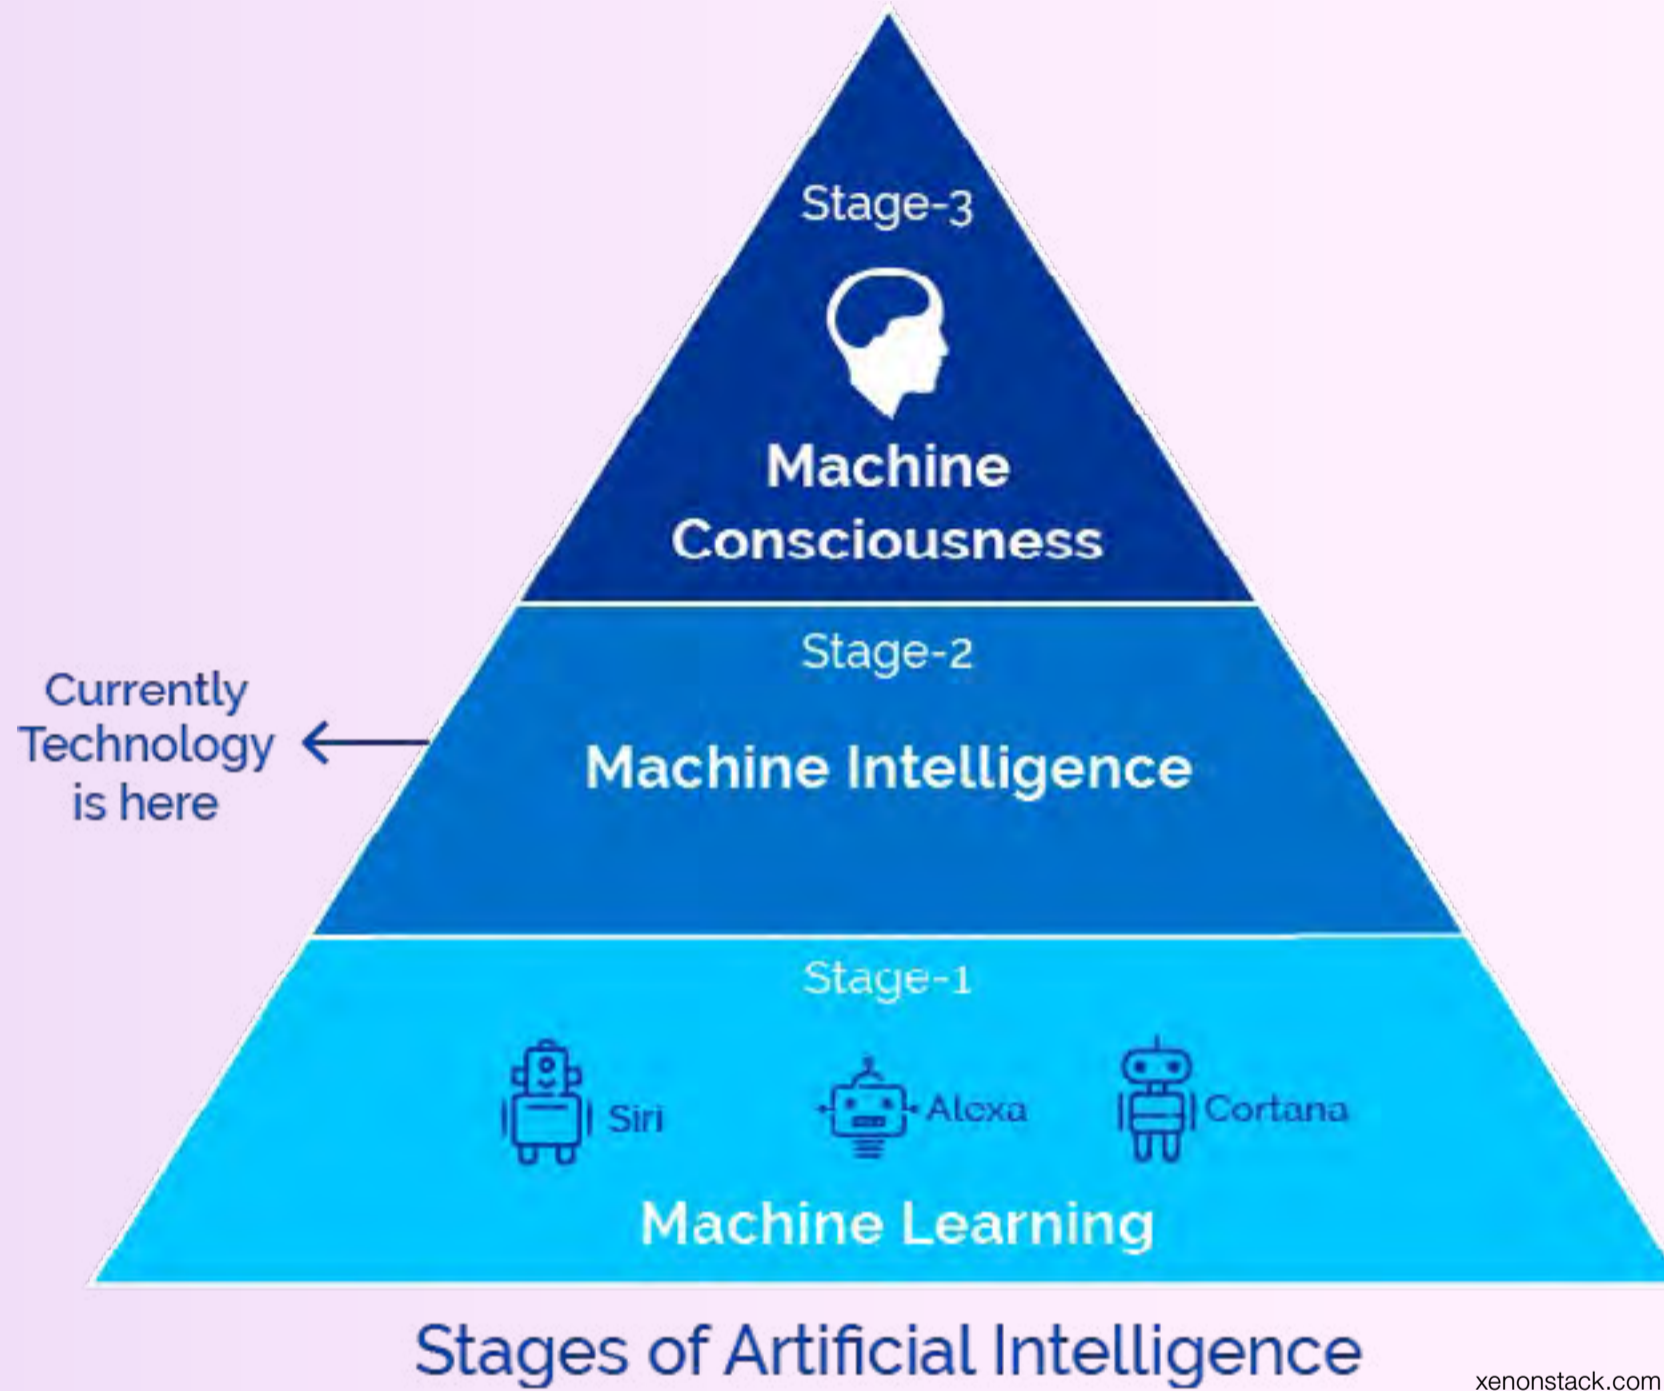 Stage-3
Machine
Consciousness
Stage-2
Currently
Technology
is here
Machine Intelligence
Stage-1
Siri
Alexa
Cortana
Machine Learning
Stages of Artificial Intelligence
xenonstack.com